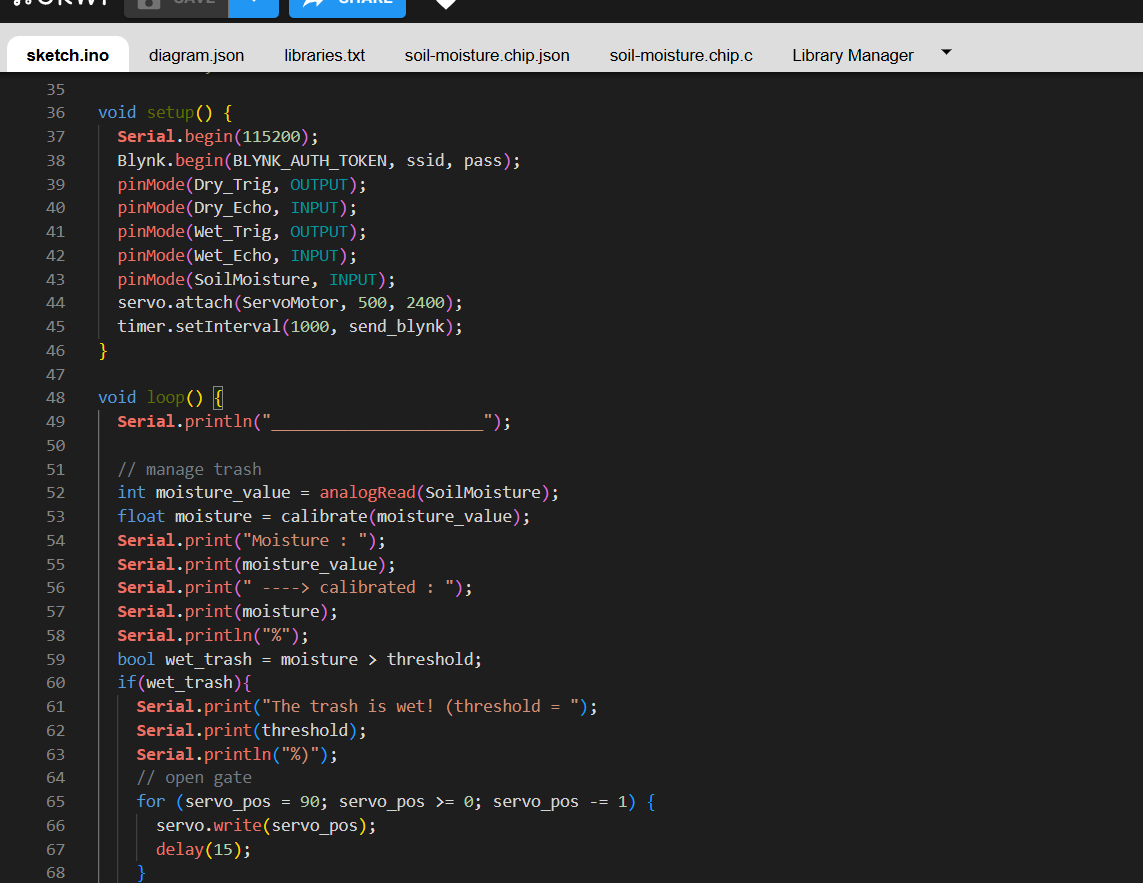 SAVE SHARE
sketch.ino diagram.json libraries.txt soil-moisture.chip.json soil-moisture.chip.c Library Manager
35
36 void setup() {
37 Serial.begin(115200);
38 Blynk.begin(BLYNK_AUTH_TOKEN, ssid, pass);
39 pinMode(Dry_Trig, OUTPUT);
40 pinMode(Dry_Echo, INPUT);
41 pinMode(Wet_Trig, OUTPUT);
42 pinMode(Wet_Echo, INPUT);
43 pinMode(SoilMoisture, INPUT);
44 servo.attach(ServoMotor, 500, 2400);
45 timer.setInterval(1000, send_blynk);
46 }
47
48 void loop() {
49 Serial.println("______________________");
50
51 // manage trash
52 int moisture_value = analogRead(SoilMoisture);
53 float moisture = calibrate(moisture_value);
54 Serial.print("Moisture : ");
55 Serial.print(moisture_value);
56 Serial.print(" ----> calibrated : ");
57 Serial.print(moisture);
58 Serial.println("%");
59 bool wet_trash = moisture > threshold;
60 if(wet_trash){
61 Serial.print("The trash is wet! (threshold = ");
62 Serial.print(threshold);
63 Serial.println("%)");
64 // open gate
65 for (servo_pos = 90; servo_pos >= 0; servo_pos -= 1) {
66 servo.write(servo_pos);
67 delay(15);
68 }